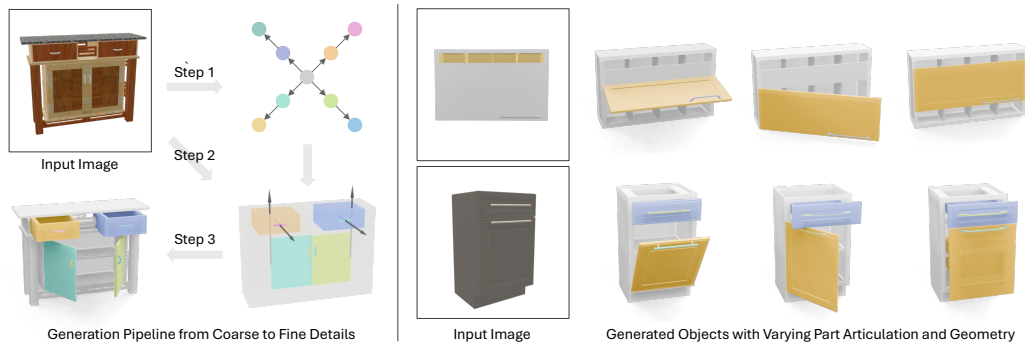 Step 1
Input Image
Step 2
Step 3
Generation Pipeline from Coarse to Fine Details
Input Image
Generated Objects with Varying Part Articulation and Geometry